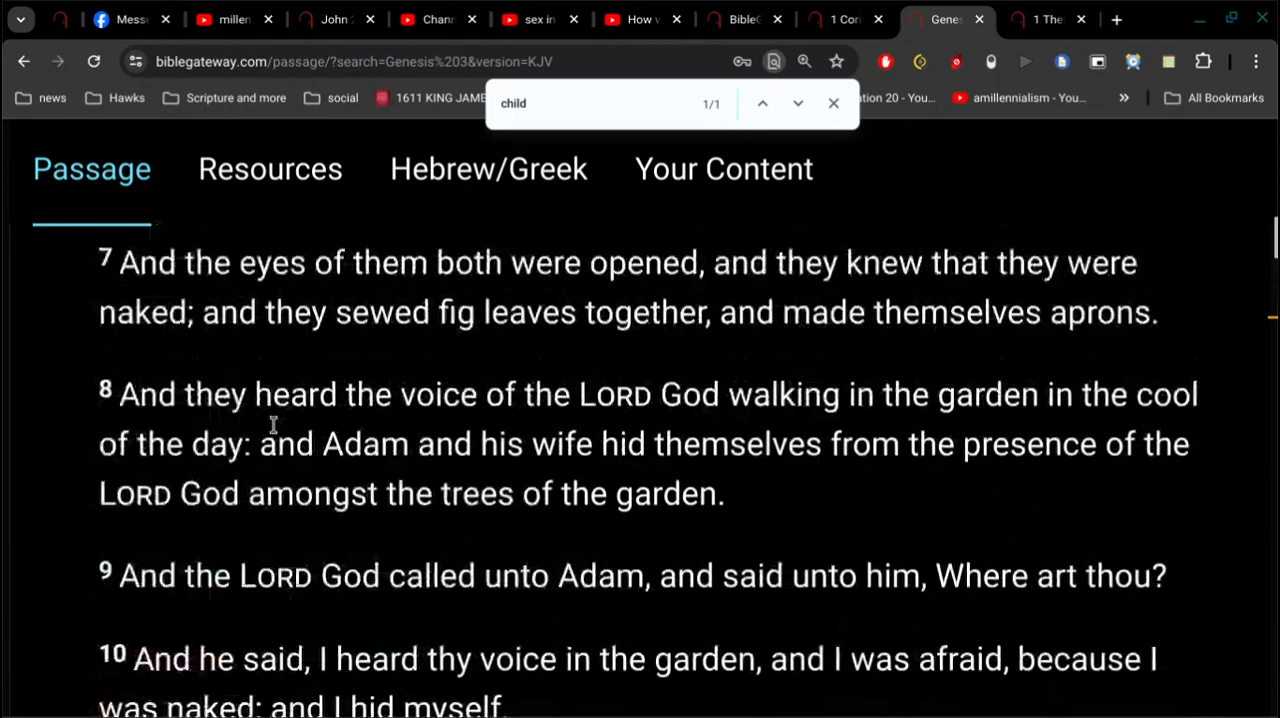 Mess
millen
John
Chann
sex in
How v
BibleG
1 Cori
Genes
1 The
biblegateway.com/passage/?search=Genesis%203&version=KJV
news
Hawks
Scripture and more
social
1611 KING JAME
ation 20 - You...
amillennialism - You...
»
All Bookmarks
child
1/1
Passage
Resources
Hebrew/Greek
Your Content
7 And the eyes of them both were opened, and they knew that they were
naked; and they sewed fig leaves together, and made themselves aprons.
8 And they heard the voice of the LORD God walking in the garden in the cool
of the day: and Adam and his wife hid themselves from the presence of the
LORD God amongst the trees of the garden.
9 And the LORD God called unto Adam, and said unto him, Where art thou?
10 And he said, I heard thy voice in the garden, and I was afraid, because I
was naked; and I hid myself.